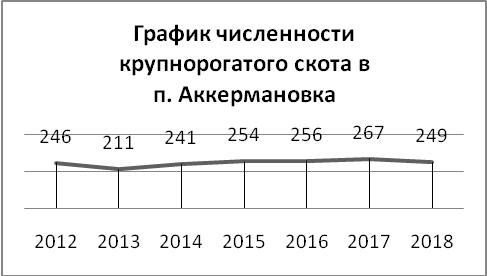 График численности
крупнорогатого скота в
п. Аккермановка
246 211 241 254 256 267 249
2012 2013 2014 2015 2016 2017 2018